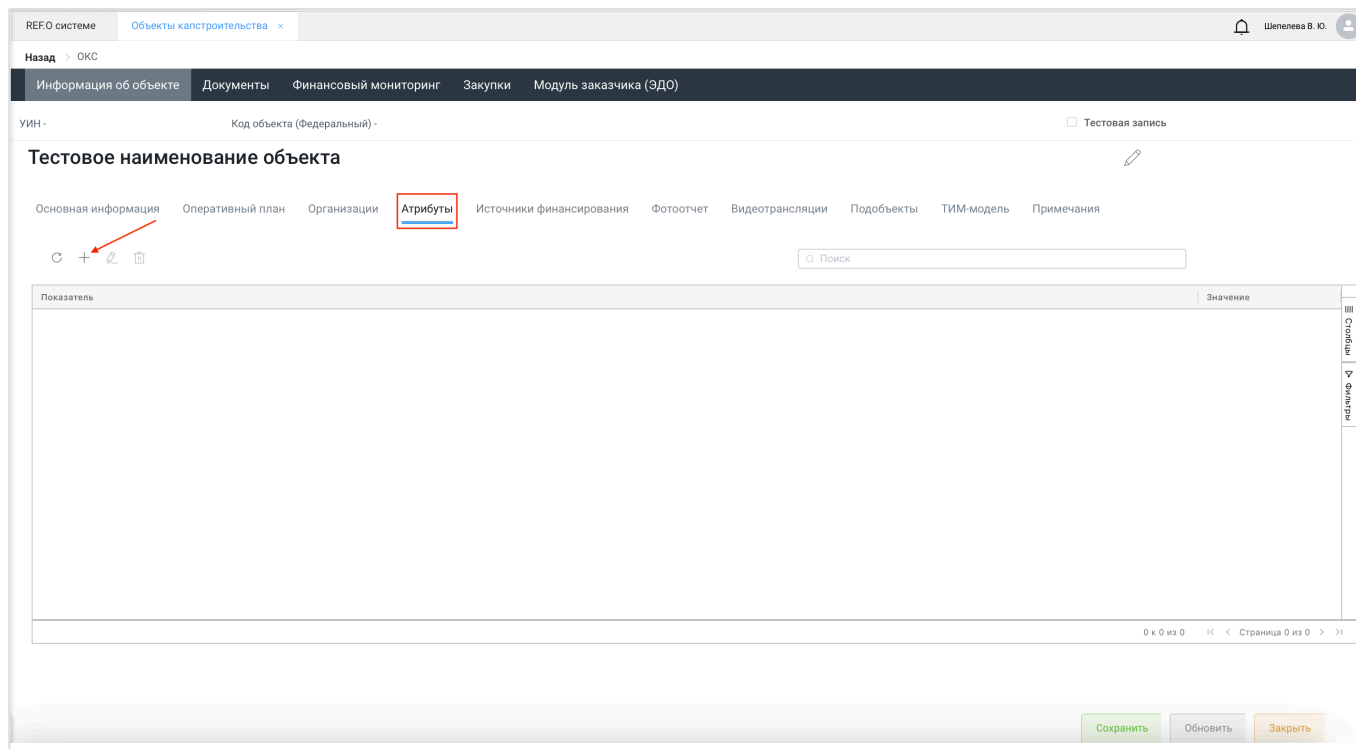 REF.О системе Объекты капстроительства × Шепелева В. Ю.
Назад > ОКС
Информация об объекте Документы Финансовый мониторинг Закупки Модуль заказчика (ЭДО)
УИН - Код объекта (Федеральный) - Тестовая запись
Тестовое наименование объекта
Основная информация Оперативный план Организации Атрибуты Источники финансирования Фотоотчет Видеотрансляции Подобъекты ТИМ-модель Примечания
Поиск
Показатель Значение
Столбцы
Фильтры
0 к 0 из 0 Страница 0 из 0
Сохранить Обновить Закрыть